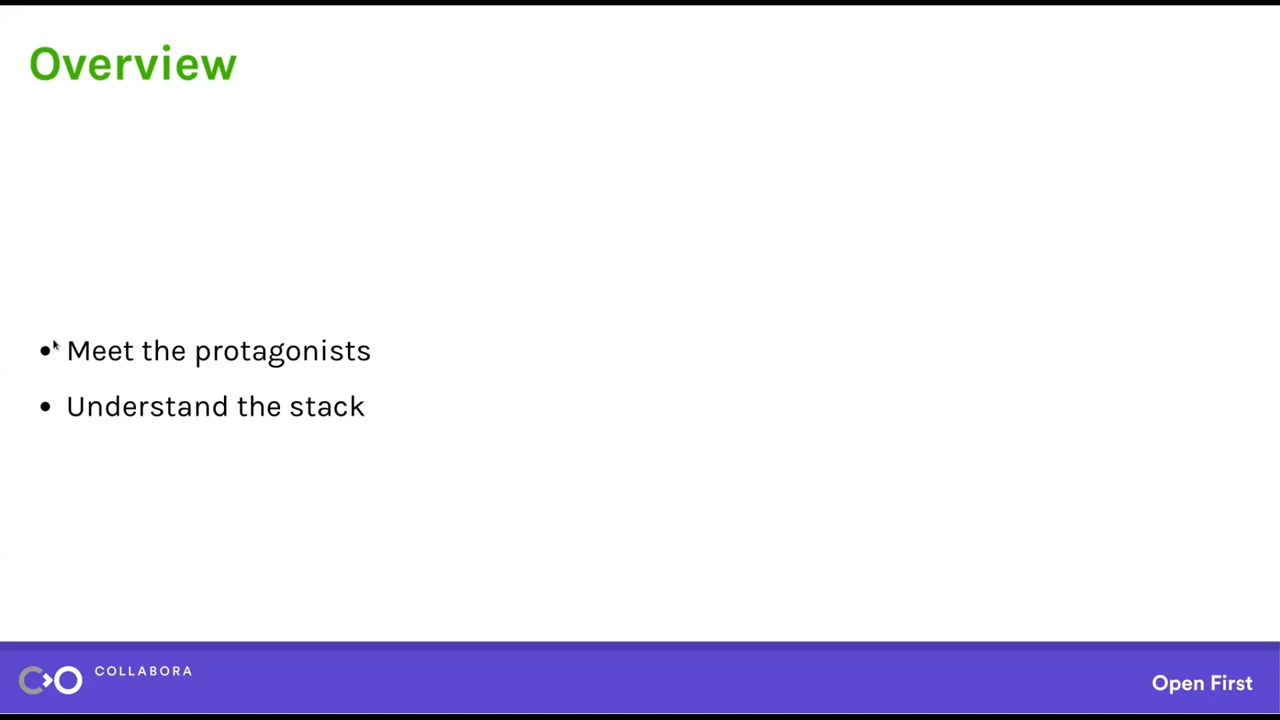 Overview
• Meet the protagonists
• Understand the stack
COLLABORA
Open First